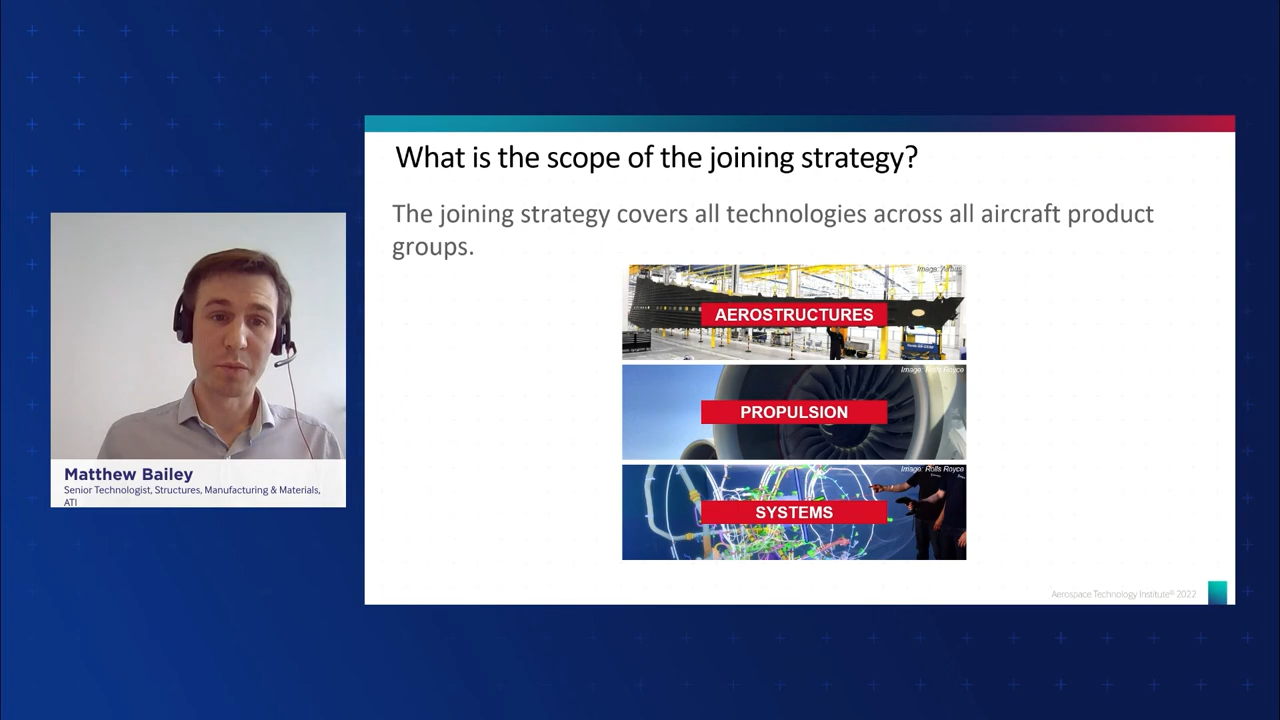 What is the scope of the joining strategy?
The joining strategy covers all technologies across all aircraft product
groups.
Image: Airbus
AEROSTRUCTURES
Image: Rolls Royce
PROPULSION
Image: Rolls Royce
SYSTEMS
Matthew Bailey
Senior Technologist, Structures, Manufacturing & Materials,
ATI
Aerospace Technology Institute® 2022